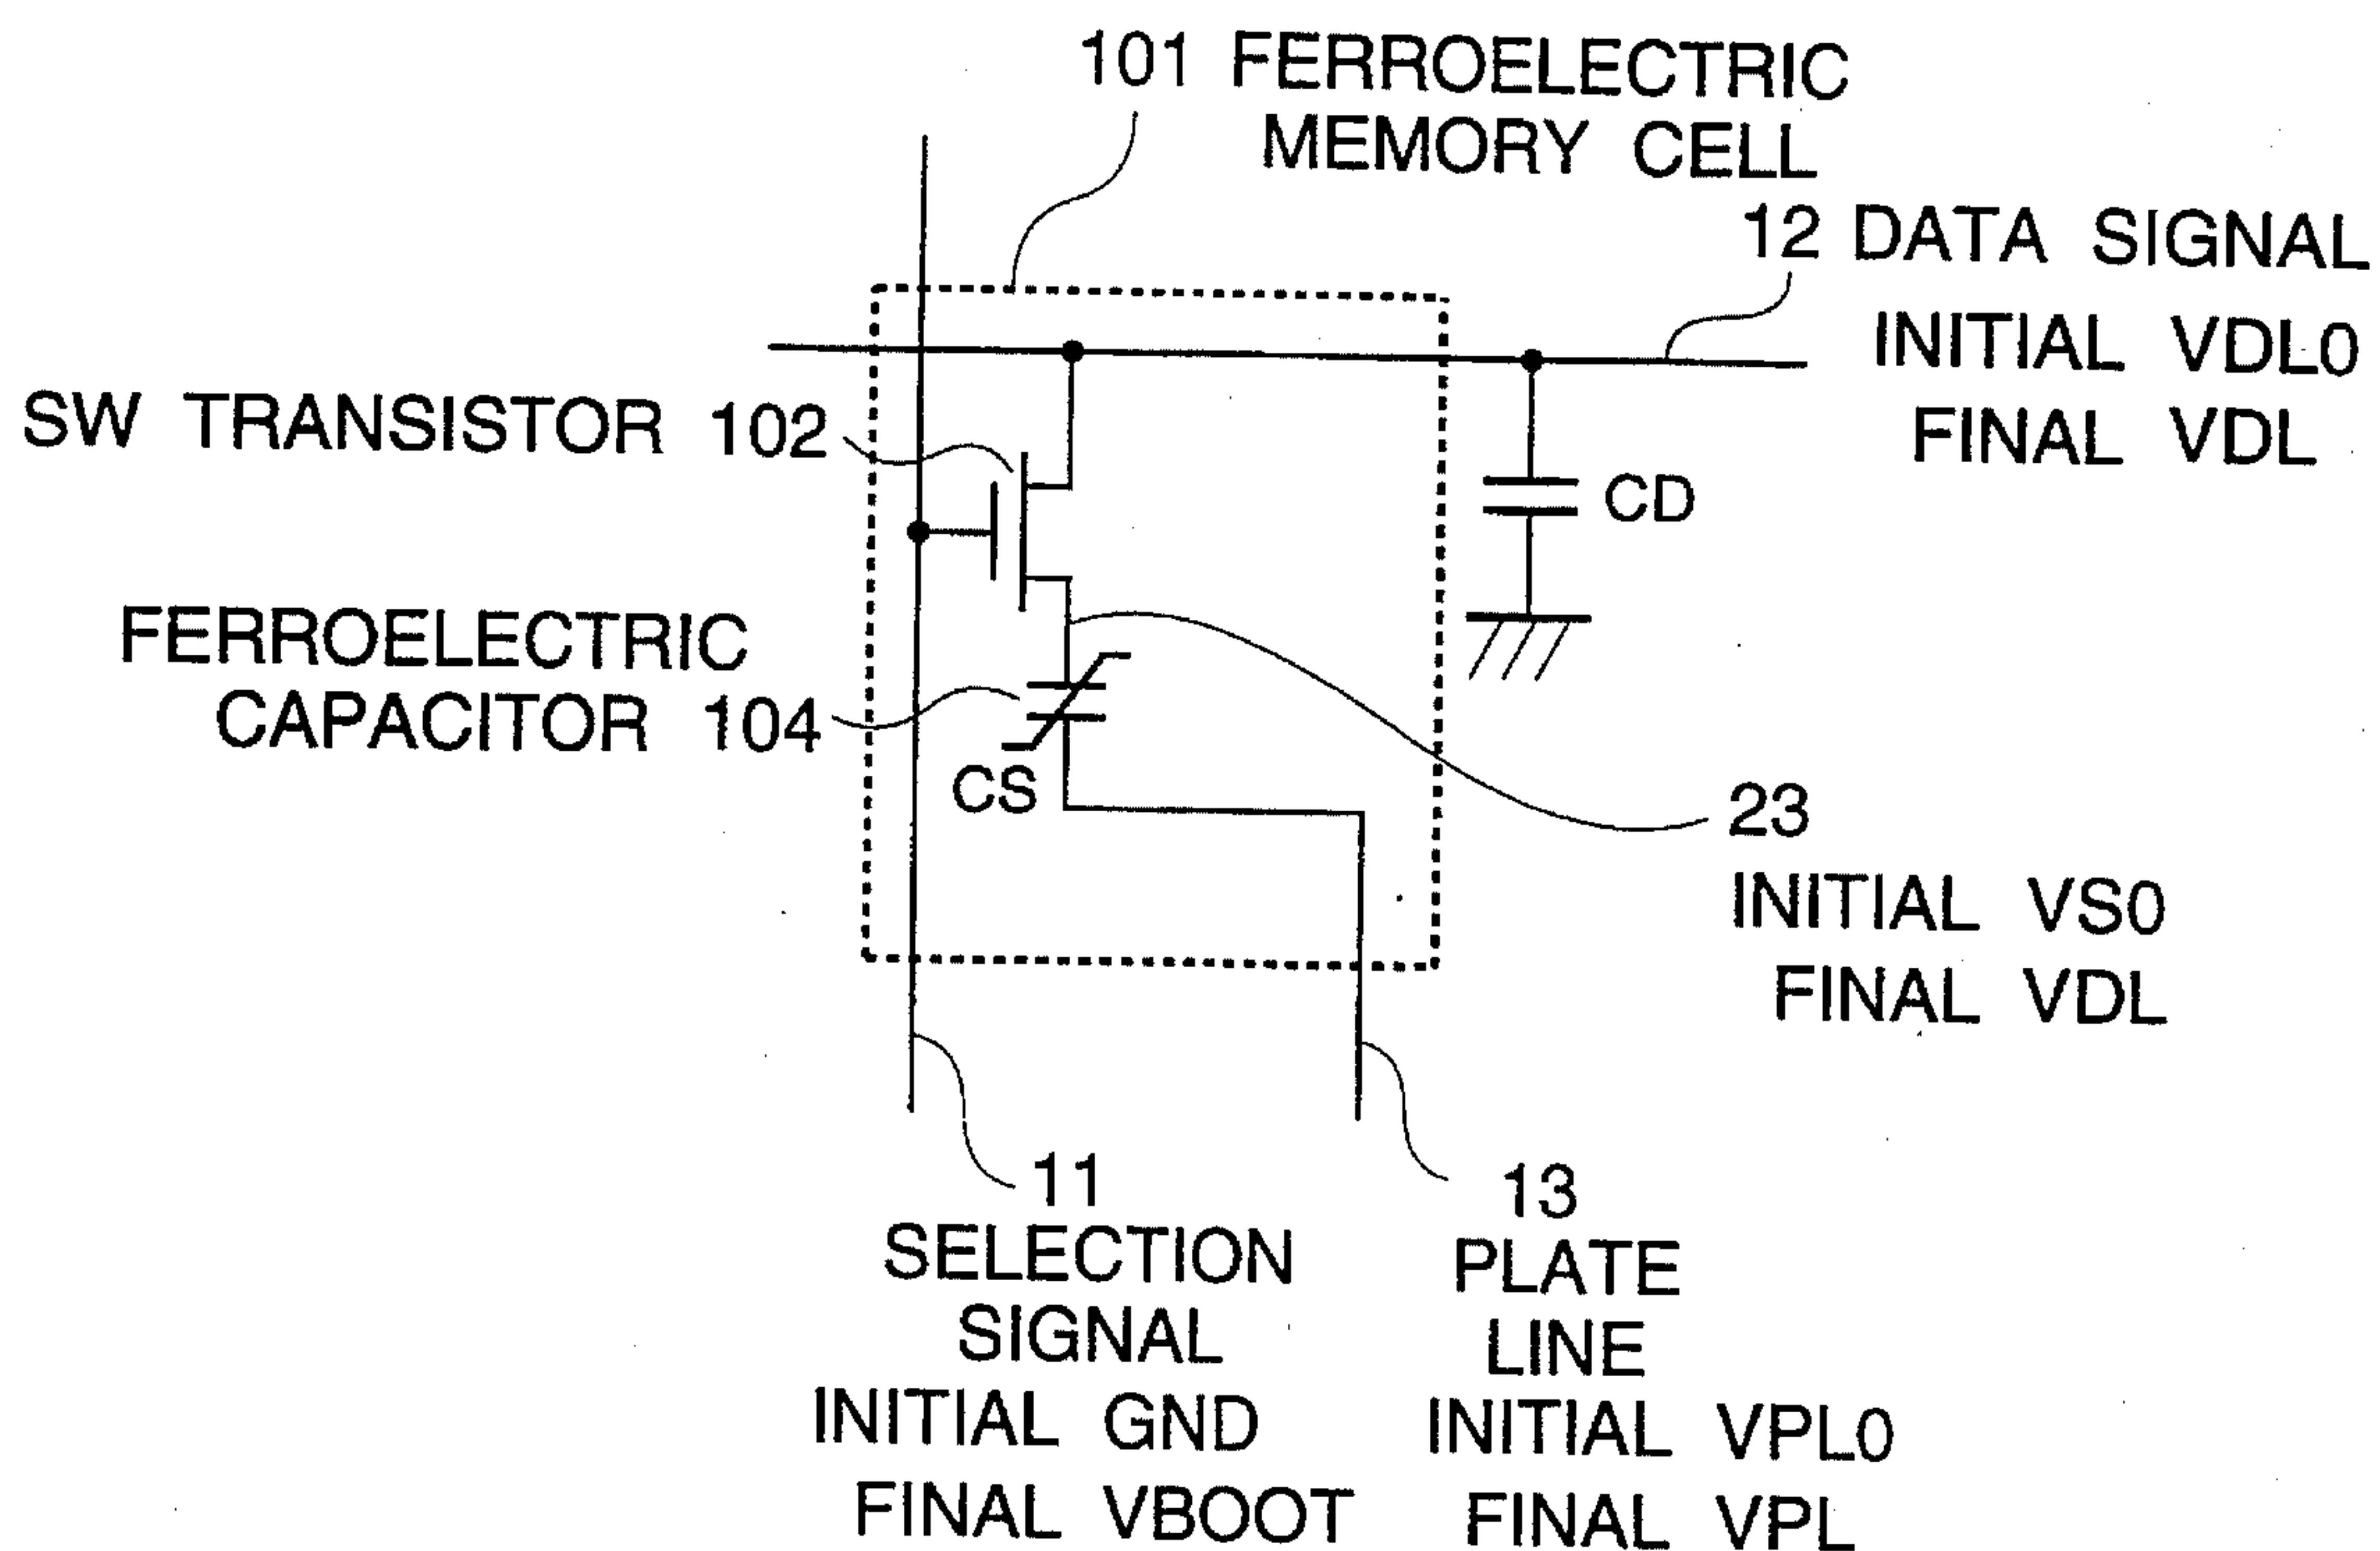 101 FERROELECTRIC
MEMORY CELL
12 DATA SIGNAL
INITIAL VDL0
FINAL VDL
SW TRANSISTOR 102
CD
FERROELECTRIC
CAPACITOR 104
CS
23
INITIAL VS0
FINAL VDL
11
SELECTION
SIGNAL
INITIAL GND
FINAL VBOOT
13
PLATE
LINE
INITIAL VPL0
FINAL VPL